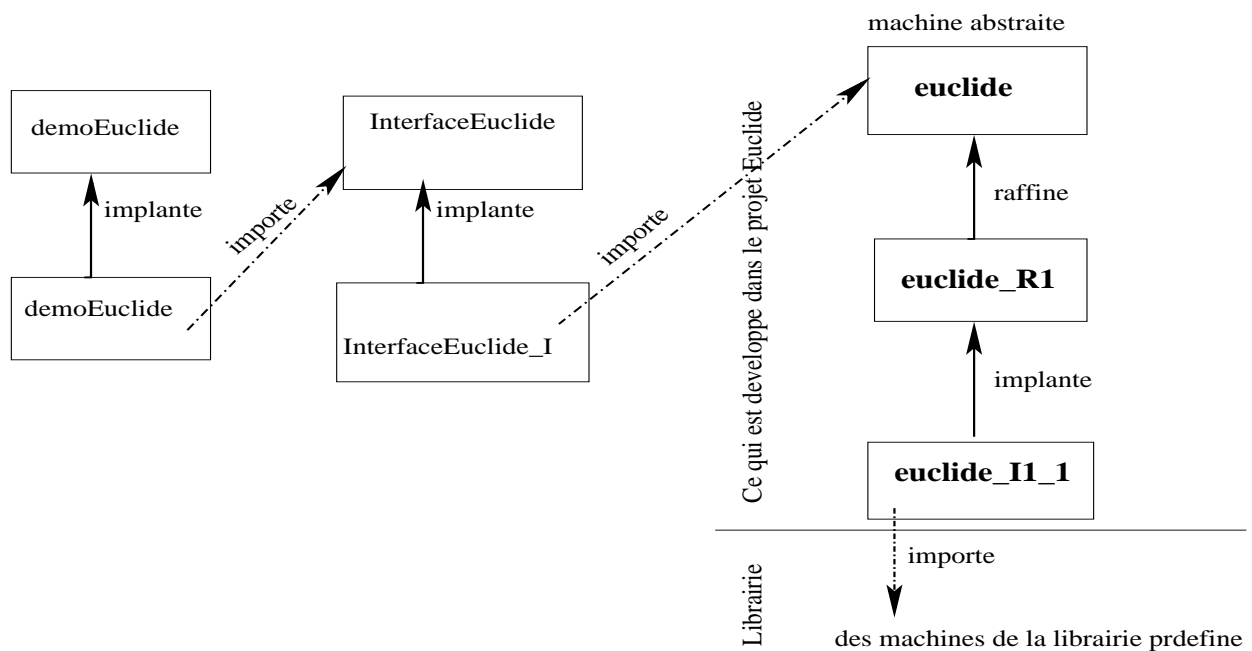 machine abstraite
euclide
demoEuclide
InterfaceEuclide
implante
importe
implante
importe
raffine
demoEuclide
InterfaceEuclide_I
euclide_R1
implante
euclide_I1_1
Ce qui est developpe dans le projet Euclide
importe
Librairie
des machines de la librairie prdefine